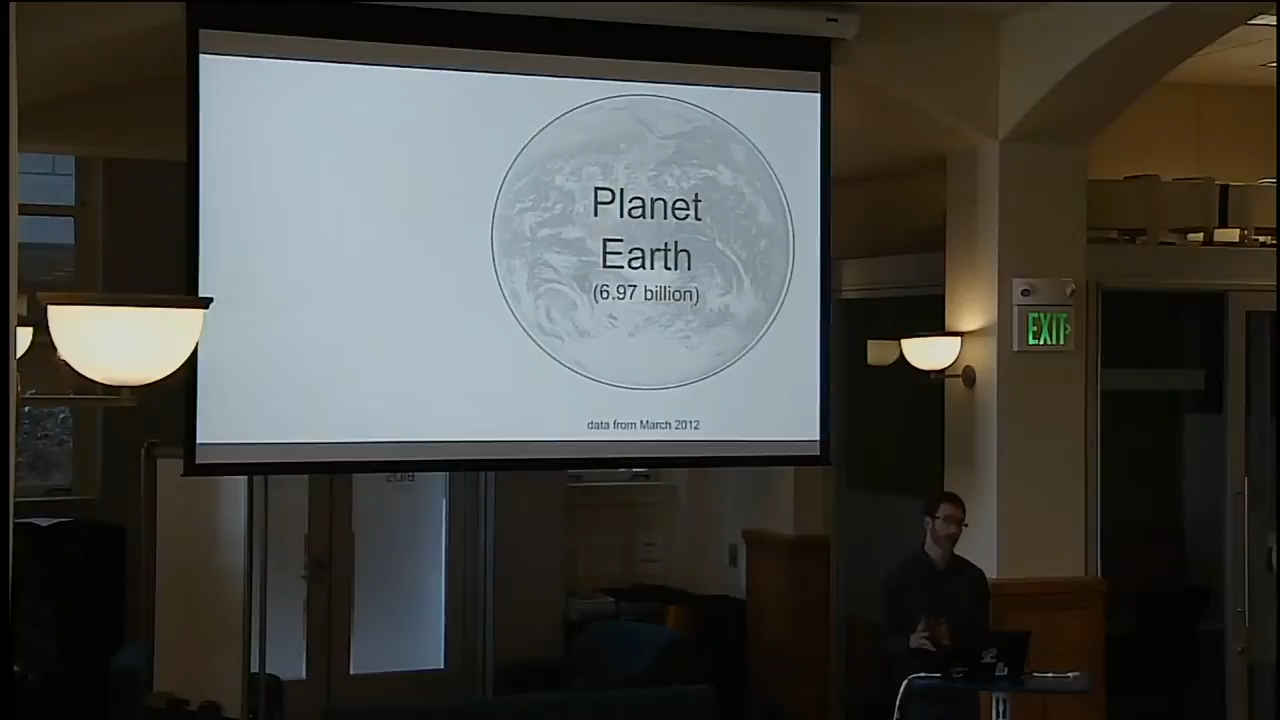 Planet
Earth
(6.97 billion)
data from March 2012
EXIT